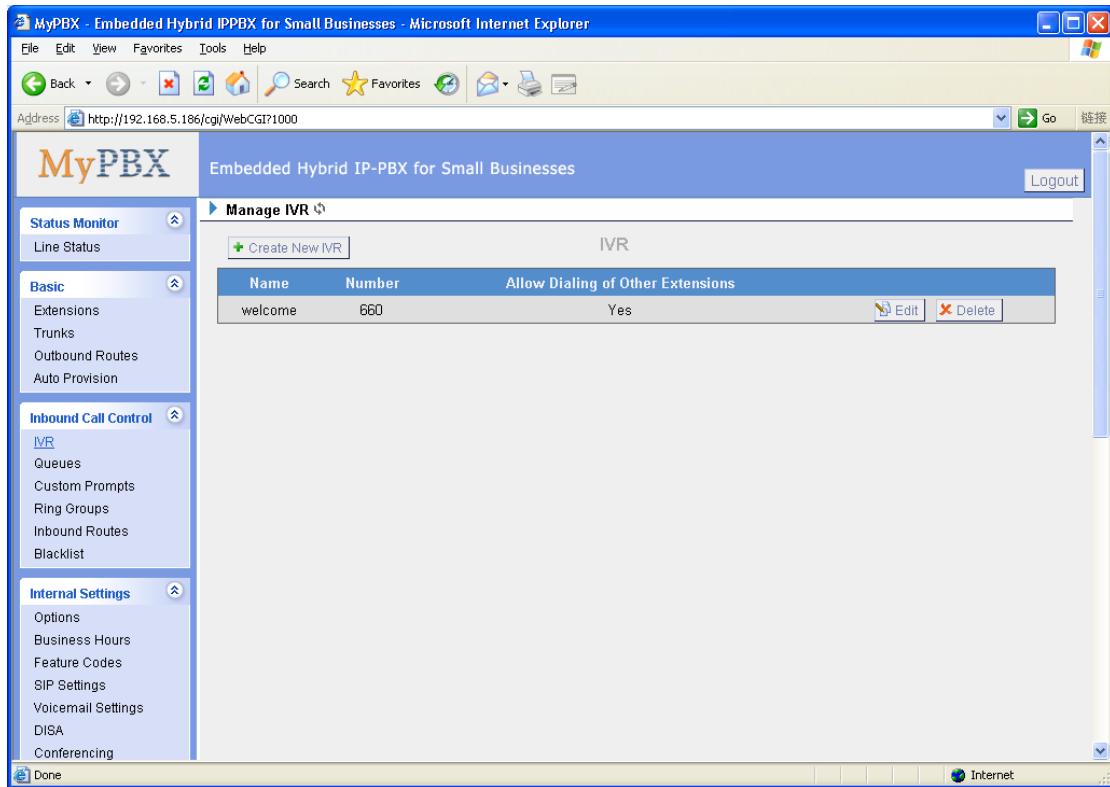 MyPBX - Embedded Hybrid IPPBX for Small Businesses - Microsoft Internet Explorer
File Edit View Favorites Tools Help
Back Search Favorites
Address http://192.168.5.186/cgi/WebCGI?1000 Go 链接
MyPBX Embedded Hybrid IP-PBX for Small Businesses
Logout
Status Monitor
Line Status
Basic
Extensions
Trunks
Outbound Routes
Auto Provision
Inbound Call Control
IVR
Queues
Custom Prompts
Ring Groups
Inbound Routes
Blacklist
Internal Settings
Options
Business Hours
Feature Codes
SIP Settings
Voicemail Settings
DISA
Conferencing
Manage IVR
Create New IVR IVR
Name Number Allow Dialing of Other Extensions
welcome 660 Yes Edit Delete
Done Internet